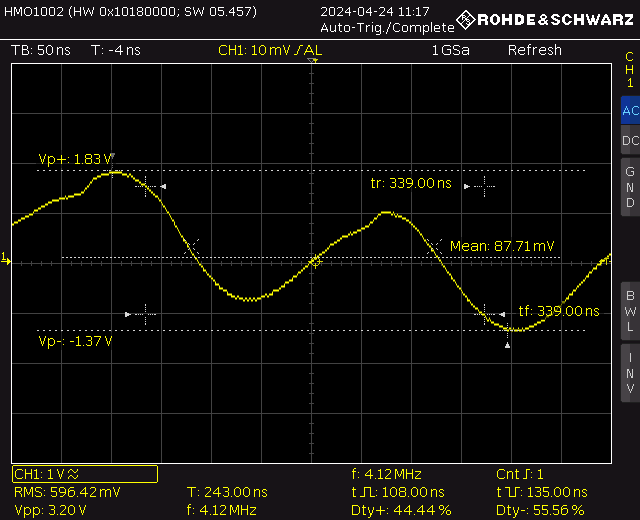 HMO1002 (HW 0x10180000; SW 05.457)
2024-04-24 11:17
Auto-Trig./Complete
ROHDE&SCHWARZ
TB: 50 ns
T: -4 ns
CH1: 10 mV
AL
1 GSa
Refresh
CH1
AC
DC
GND
BWL
INV
Vp+: 1.83 V
tr: 339.00 ns
Mean: 87.71 mV
1
tf: 339.00 ns
Vp-: -1.37 V
CH1: 1 V
f: 4.12 MHz
Cnt: 1
RMS: 596.42 mV
T: 243.00 ns
t: 108.00 ns
t: 135.00 ns
Vpp: 3.20 V
f: 4.12 MHz
Dty+: 44.44 %
Dty-: 55.56 %